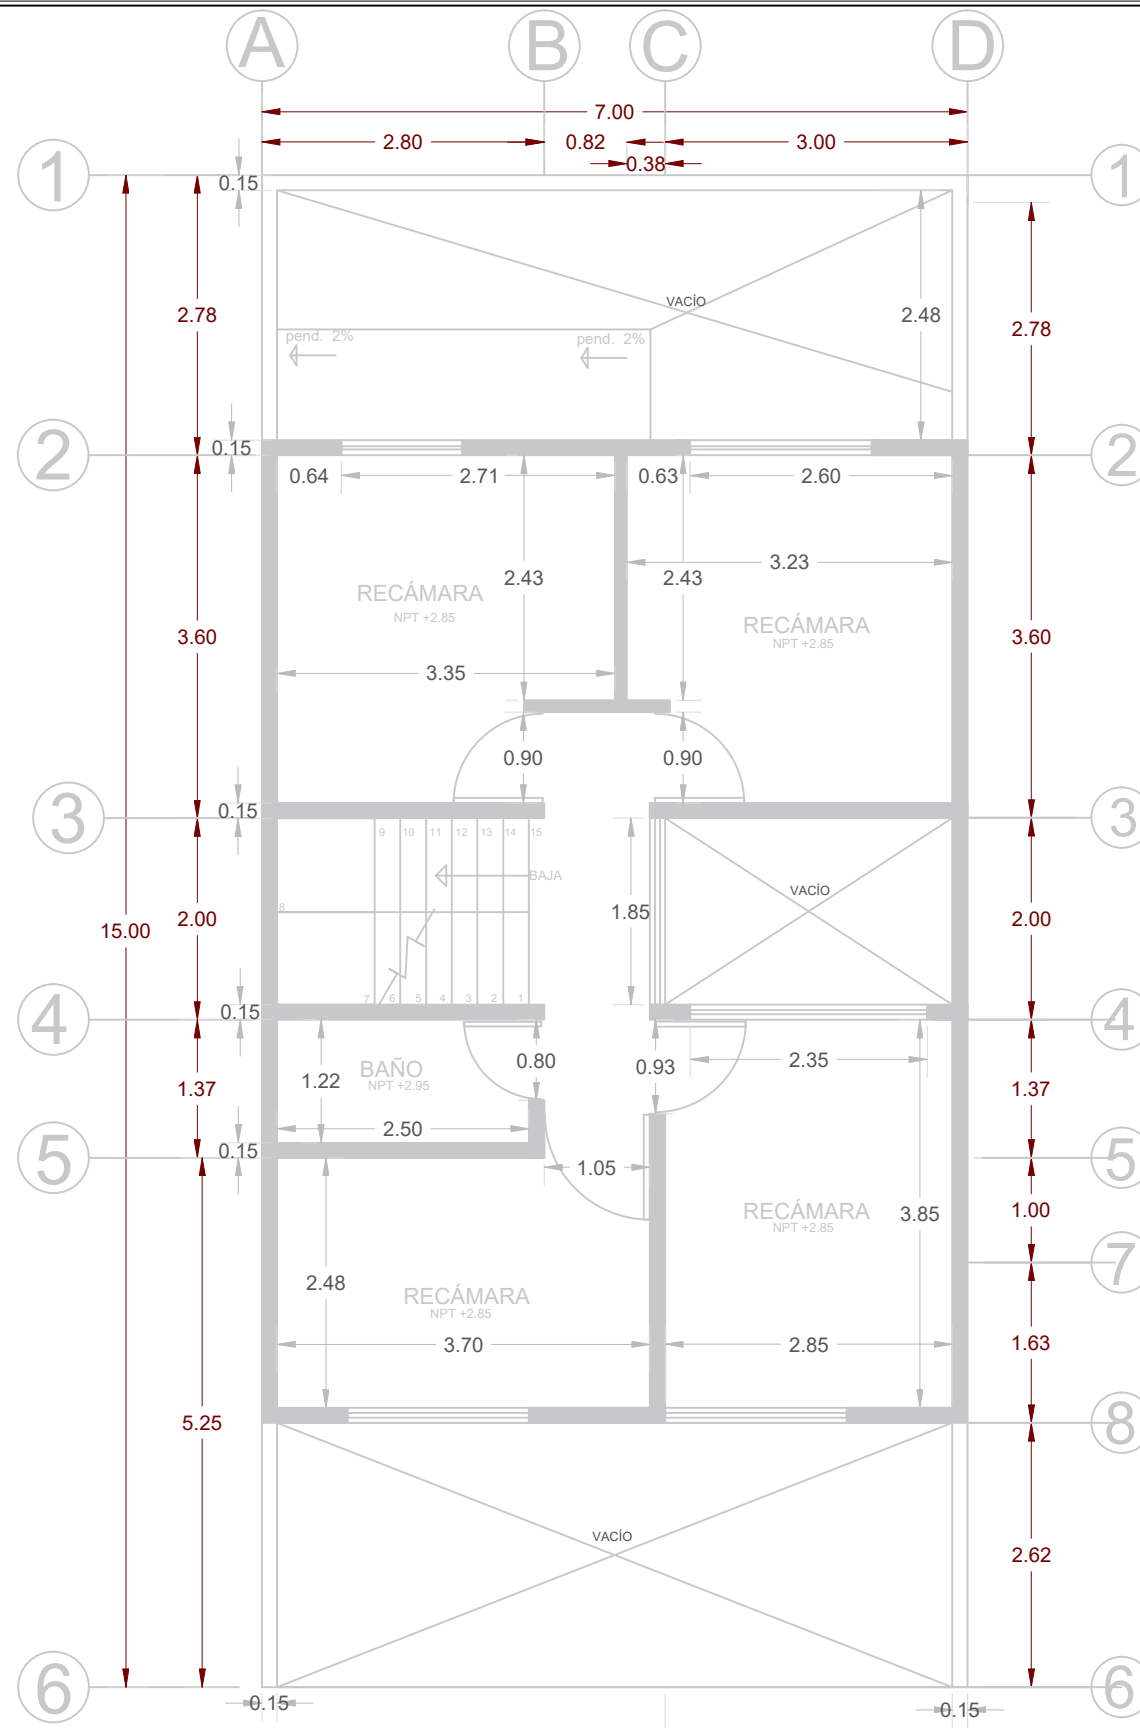 A B C D
7.00
2.80 0.82 3.00
0.38
1 0.15 1
2.78 VACÍO 2.48 2.78
pend. 2% pend. 2%
2 0.15 2
0.64 2.71 0.63 2.60
3.23
2.43 2.43
RECÁMARA
NPT +2.85
RECÁMARA
NPT +2.85
3.60 3.60
3.35
0.90 0.90
3 0.15 3
9 10 11 12 13 14 15
BAJA
VACÍO
8
15.00 2.00 1.85 2.00
7 6 5 4 3 2 1
4 0.15 4
0.80 0.93 2.35
BAÑO
NPT +2.95
1.37 1.22 1.37
2.50
5 0.15 5
1.05
RECÁMARA
NPT +2.85
3.85 1.00
7
2.48
RECÁMARA
NPT +2.85
3.70 2.85 1.63
5.25 8
VACÍO
2.62
6 6
0.15 0.15